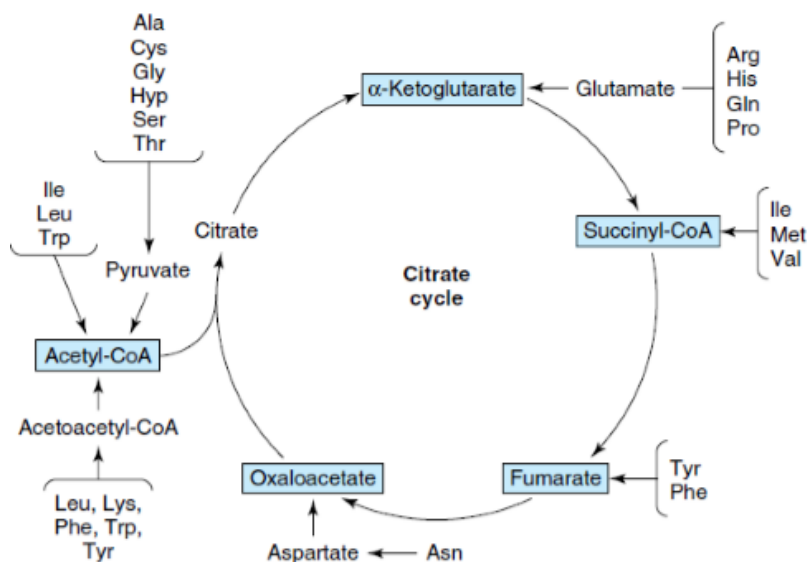 Ala
Cys
Gly
Hyp
Ser
Thr
α-Ketoglutarate
Glutamate
Arg
His
Gln
Pro
Ile
Leu
Trp
Citrate
Succinyl-CoA
Ile
Met
Val
Pyruvate
Citrate
cycle
Acetyl-CoA
Acetoacetyl-CoA
Oxaloacetate
Fumarate
Tyr
Phe
Leu, Lys,
Phe, Trp,
Tyr
Aspartate
Asn